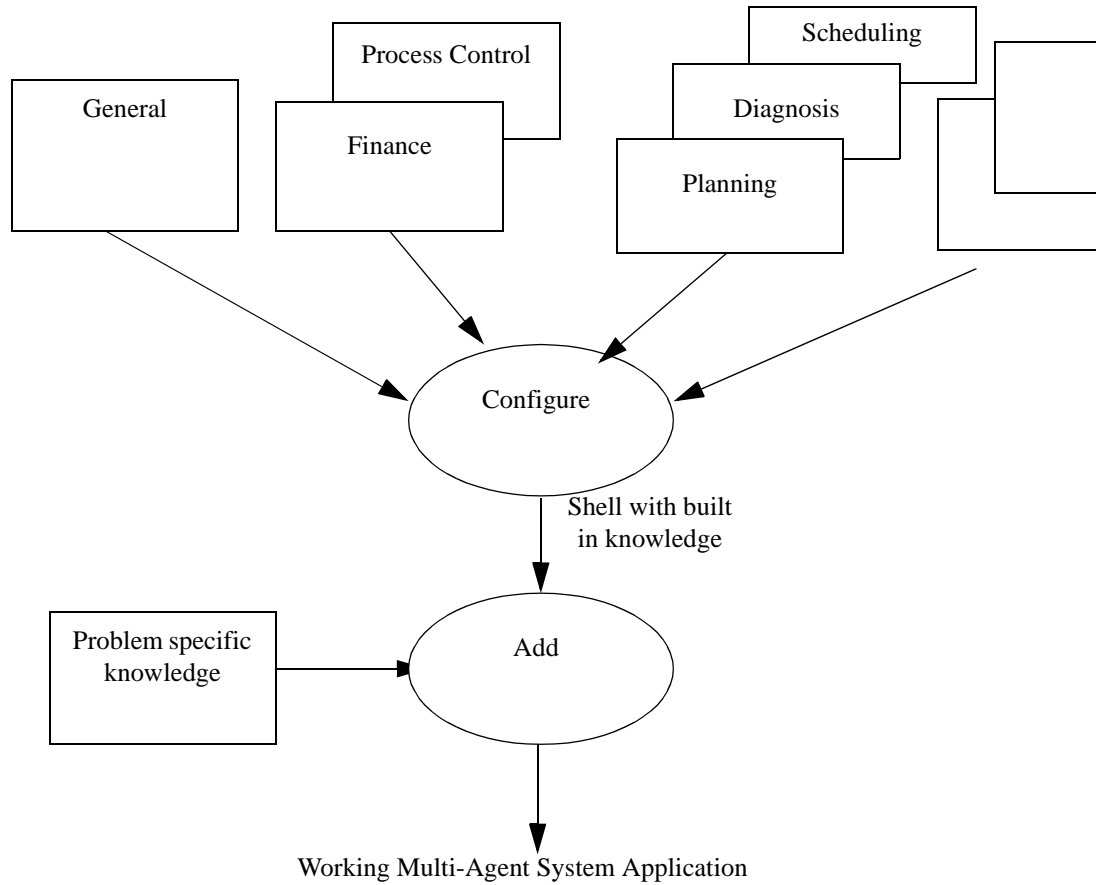 Scheduling
Process Control
General
Diagnosis
Finance
Planning
Configure
Shell with built
in knowledge
Problem specific
knowledge
Add
Working Multi-Agent System Application